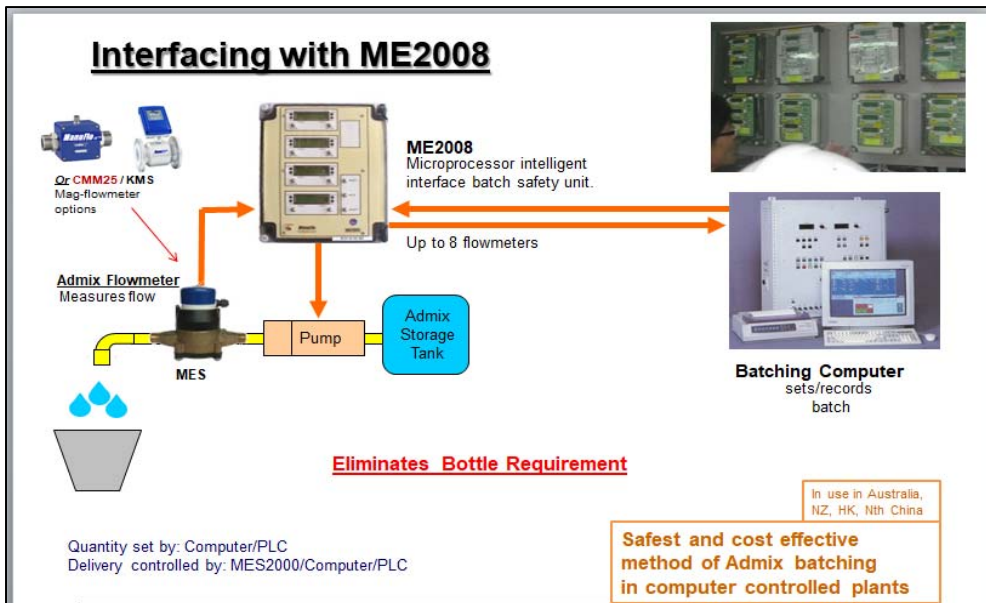 Interfacing with ME2008
Manuflo
Or CMM25 / KMS
Mag-flowmeter
options
ME2008
Microprocessor intelligent
interface batch safety unit.
Up to 8 flowmeters
Admix Flowmeter
Measures flow
MES
Pump
Admix
Storage
Tank
Batching Computer
sets/records
batch
Eliminates Bottle Requirement
In use in Australia,
NZ, HK, Nth China
Quantity set by: Computer/PLC
Delivery controlled by: MES2000/Computer/PLC
Safest and cost effective
method of Admix batching
in computer controlled plants